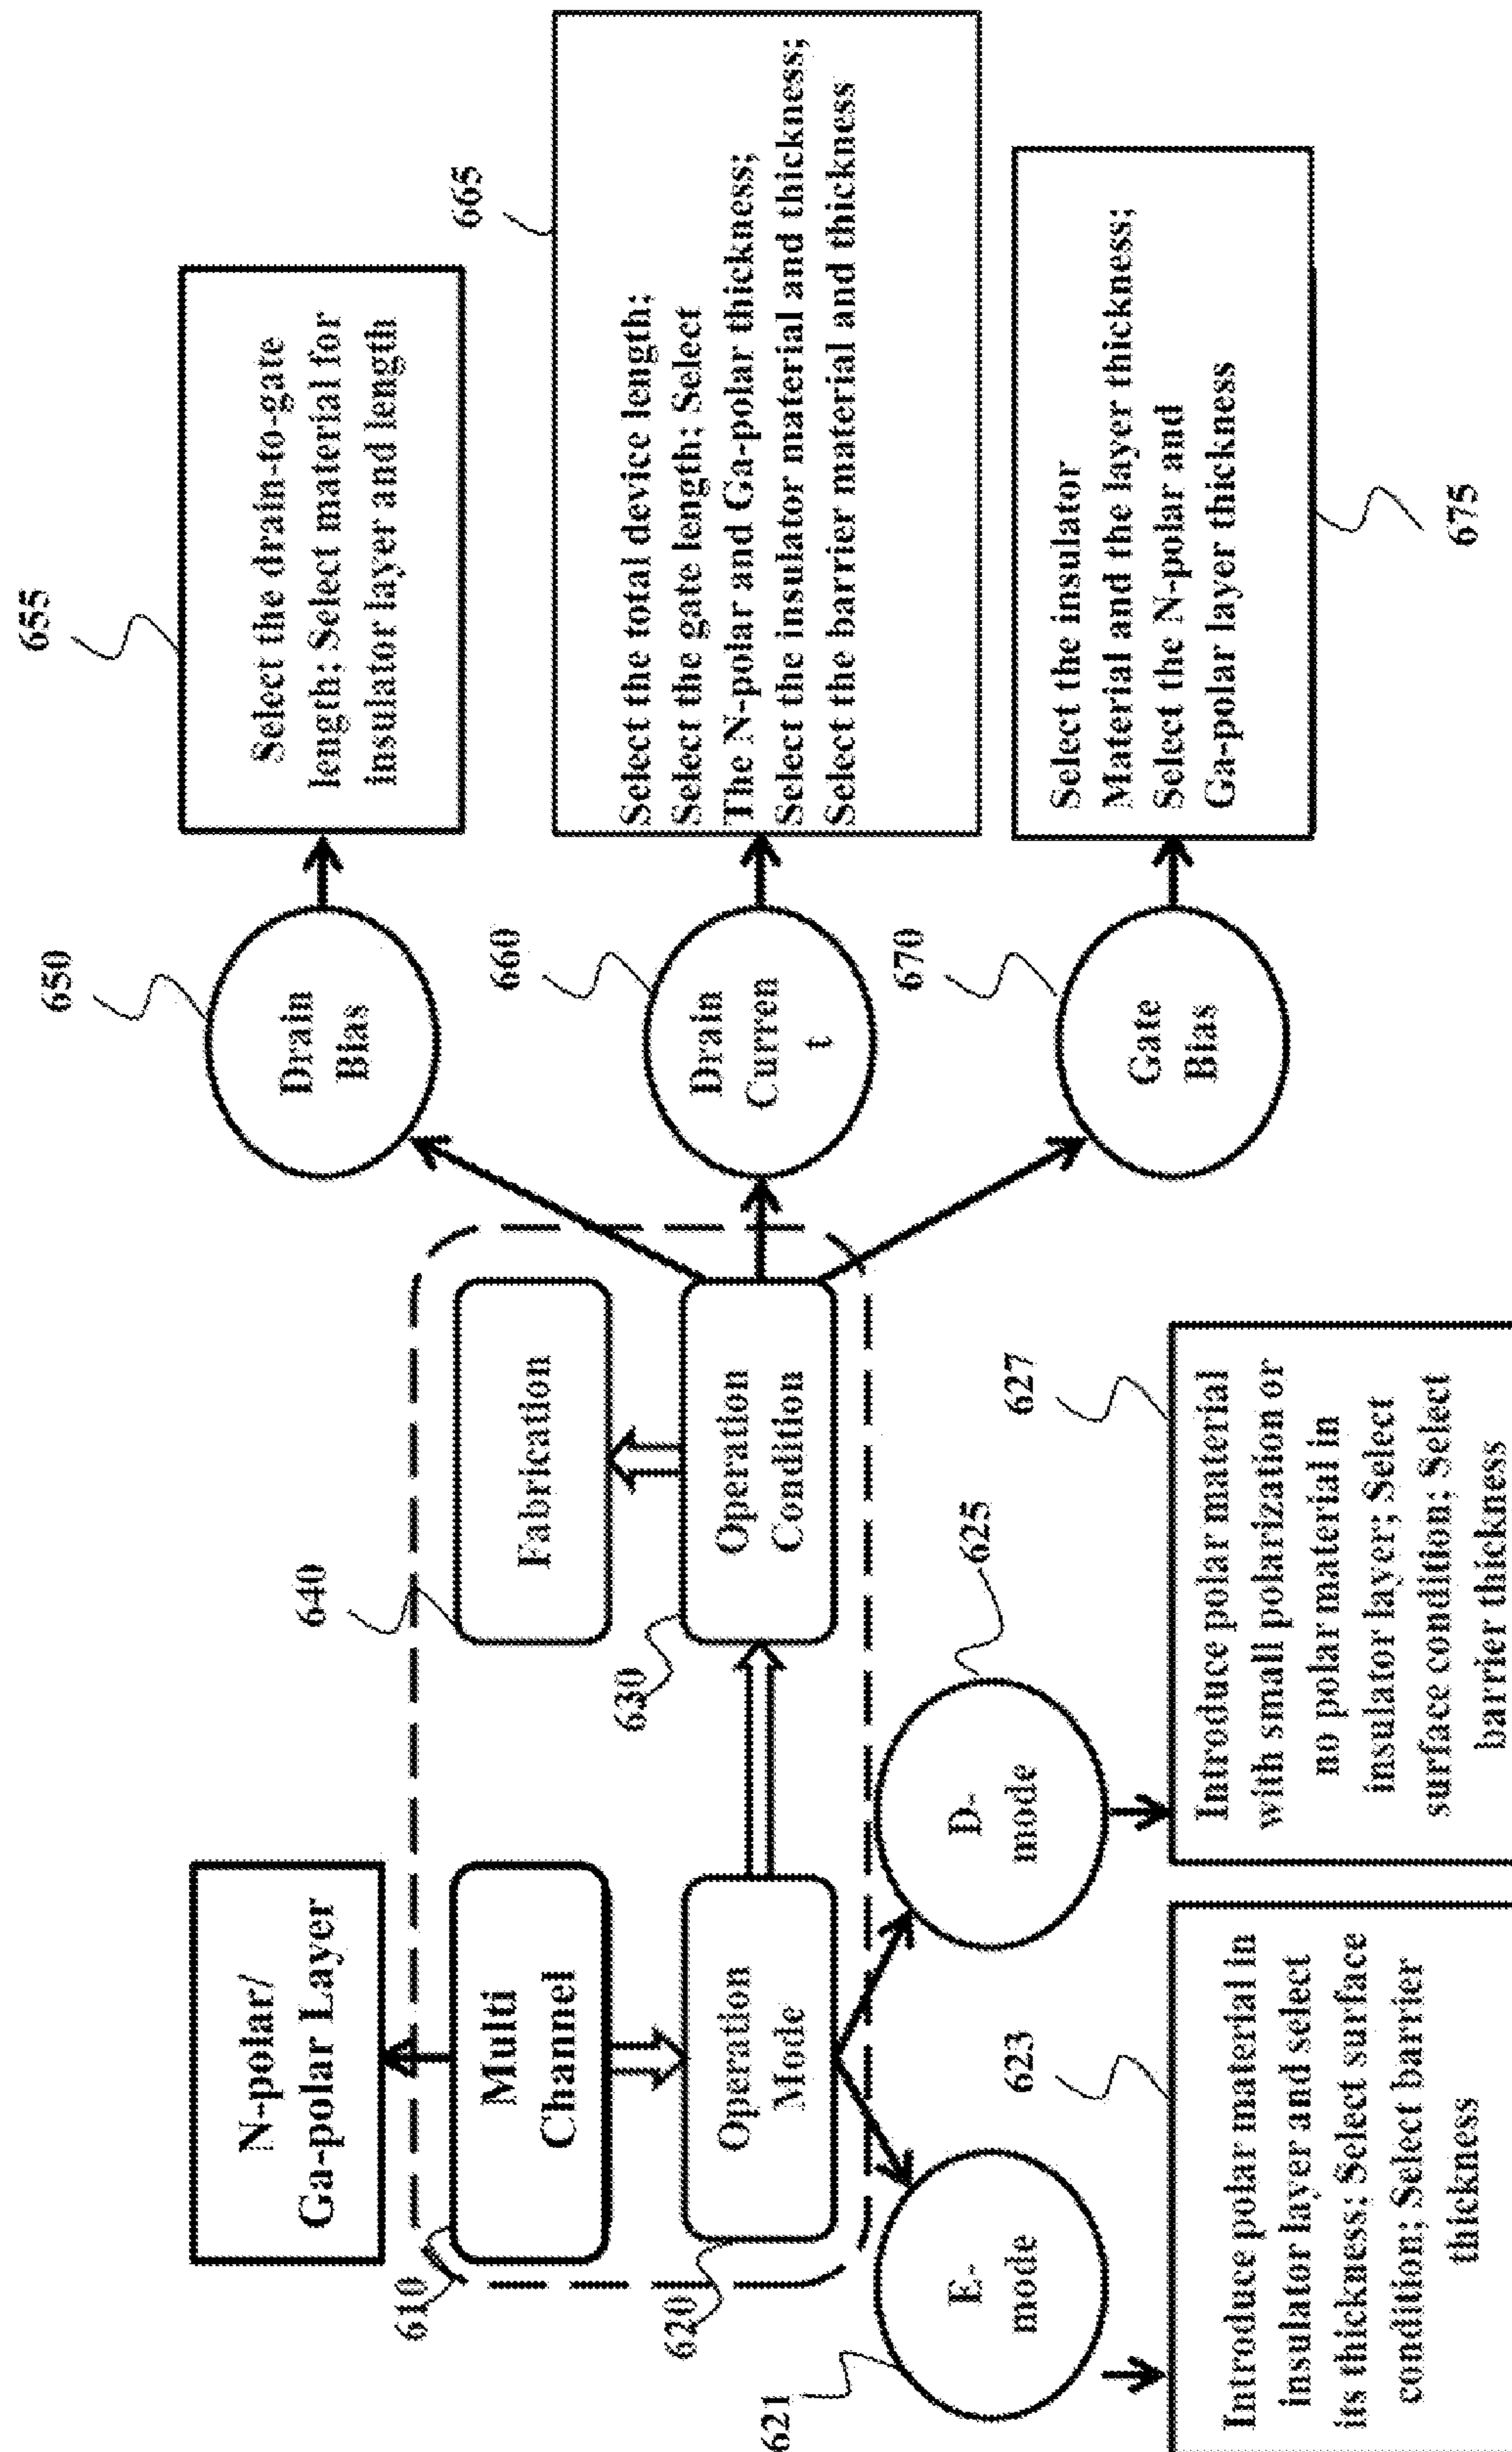 N-polar/
Ga-polar Layer
610
Multi
Channel
620
Operation
Mode
621
E-
mode
623
Introduce polar material in
insulator layer and select
its thickness; Select surface
condition; Select barrier
thickness
625
D-
mode
627
Introduce polar material
with small polarization or
no polar material in
insulator layer; Select
surface condition; Select
barrier thickness
640
Fabrication
630
Operation
Condition
650
Drain
Bias
655
Select the drain-to-gate
length; Select material for
insulator layer and length
660
Drain
Curren
t
665
Select the total device length;
Select the gate length; Select
The N-polar and Ga-polar thickness;
Select the insulator material and thickness;
Select the barrier material and thickness
670
Gate
Bias
675
Select the insulator
Material and the layer thickness;
Select the N-polar and
Ga-polar layer thickness